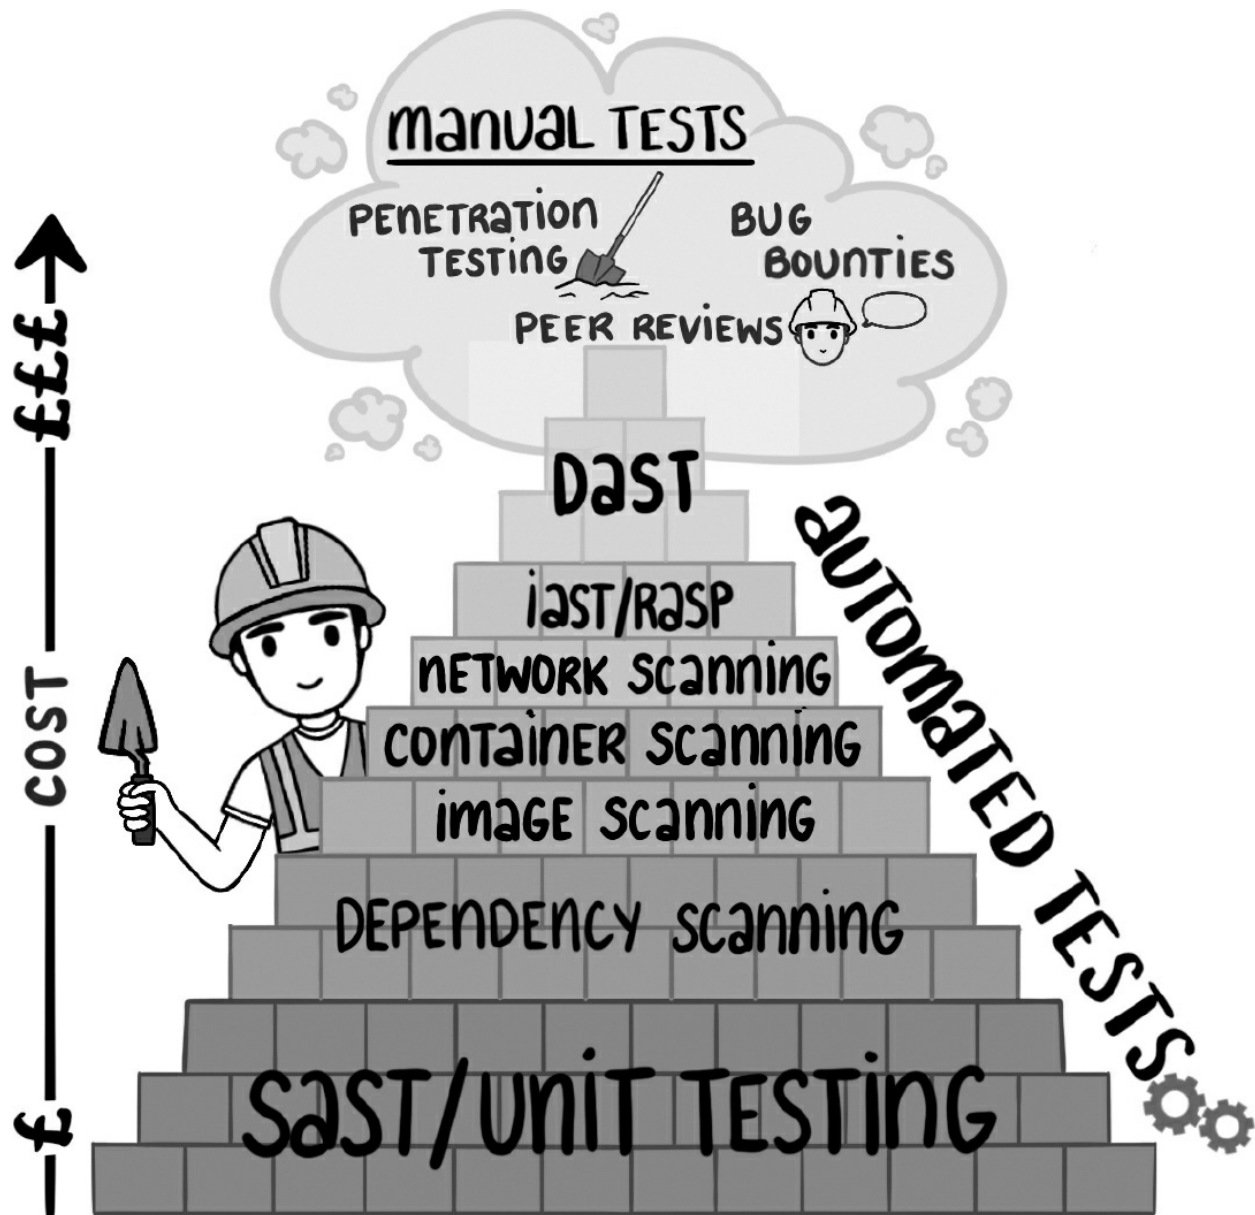 manual TESTS
PENETRATION
TESTING
BUG
BOUNTIES
PEER REVIEWS
£££
COST
£
DAST
iAST/RASP
NETWORK SCANNING
CONTAINER SCANNING
IMAGE SCANNING
DEPENDENCY SCANNING
SAST/UNIT TESTING
AUTOMATED TESTS